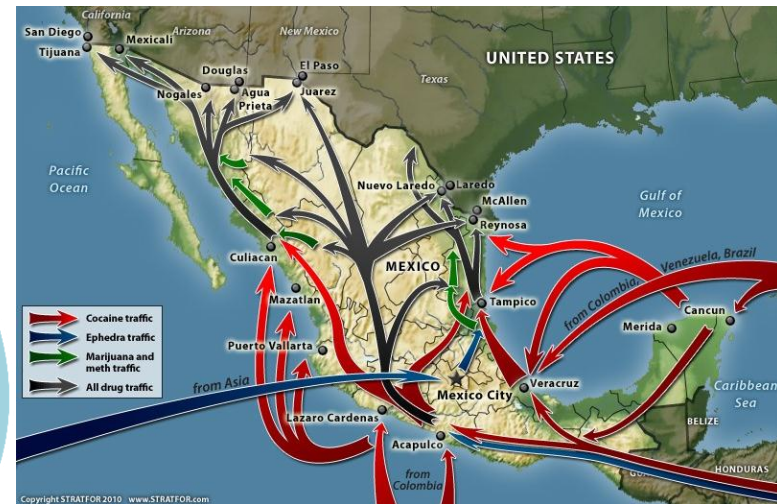 California
San Diego
Tijuana
Mexicali
Arizona
New Mexico
Nogales
Douglas
Agua
Prieta
El Paso
Juarez
Texas
UNITED STATES
Pacific
Ocean
Nuevo Laredo
Laredo
McAllen
Reynosa
Gulf of
Mexico
Culiacan
MEXICO
Mazatlan
Tampico
from Colombia, Venezuela, Brazil
Cancun
Merida
Cocaine traffic
Ephedra traffic
Marijuana and
meth traffic
All drug traffic
Puerto Vallarta
from Asia
Mexico City
Veracruz
Caribbean
Sea
Lazaro Cardenas
Acapulco
BELIZE
from
Colombia
HONDURAS
Copyright STRATFOR 2010 www.STRATFOR.com